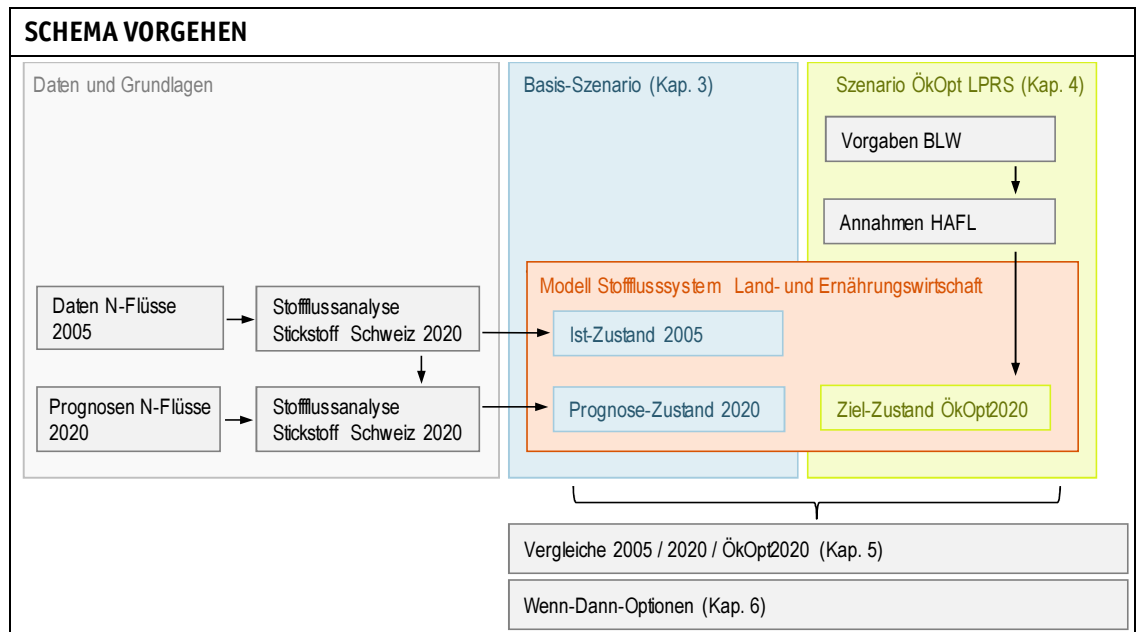 SCHEMA VORGEHEN
Daten und Grundlagen
Basis-Szenario (Kap. 3)
Szenario ÖkOpt LPRS (Kap. 4)
Vorgaben BLW
Annahmen HAFL
Modell Stoffflusssystem Land- und Ernährungswirtschaft
Daten N-Flüsse
2005
Stoffflussanalyse
Stickstoff Schweiz 2020
Ist-Zustand 2005
Prognosen N-Flüsse
2020
Stoffflussanalyse
Stickstoff Schweiz 2020
Prognose-Zustand 2020
Ziel-Zustand ÖkOpt2020
Vergleiche 2005 / 2020 / ÖkOpt2020 (Kap. 5)
Wenn-Dann-Optionen (Kap. 6)